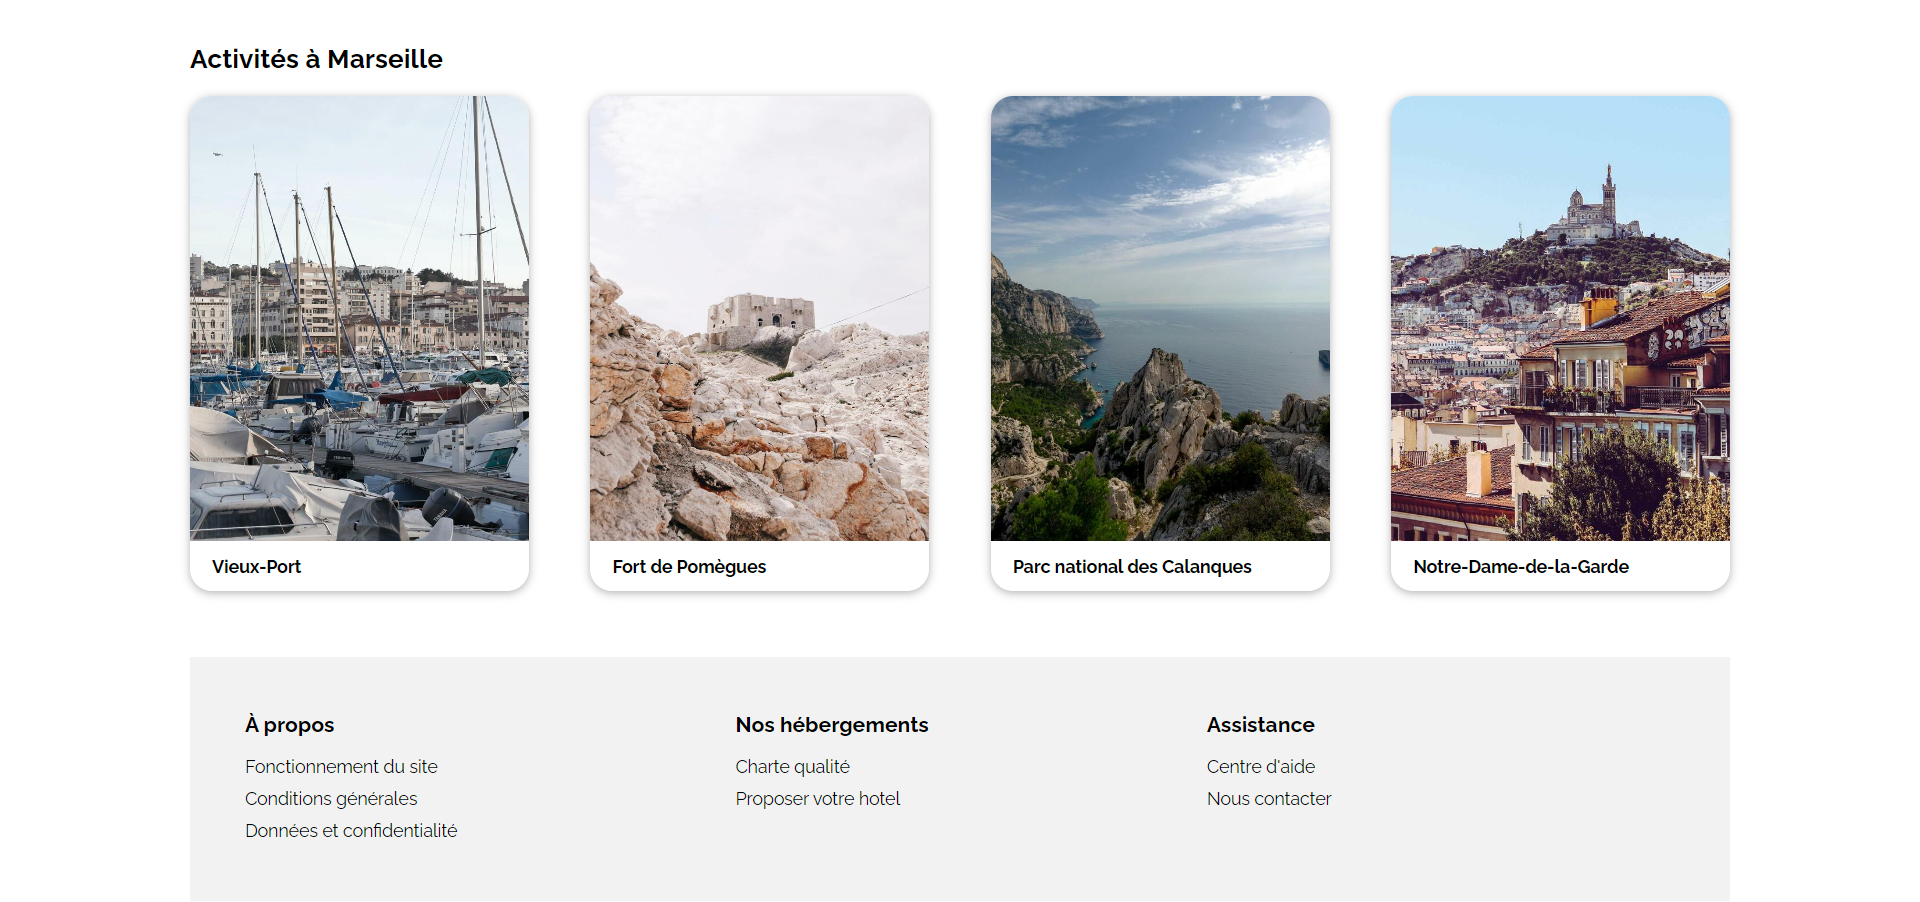 Activités à Marseille
Vieux-Port
Fort de Pomègues
Parc national des Calanques
Notre-Dame-de-la-Garde
À propos
Fonctionnement du site
Conditions générales
Données et confidentialité
Nos hébergements
Charte qualité
Proposer votre hotel
Assistance
Centre d'aide
Nous contacter